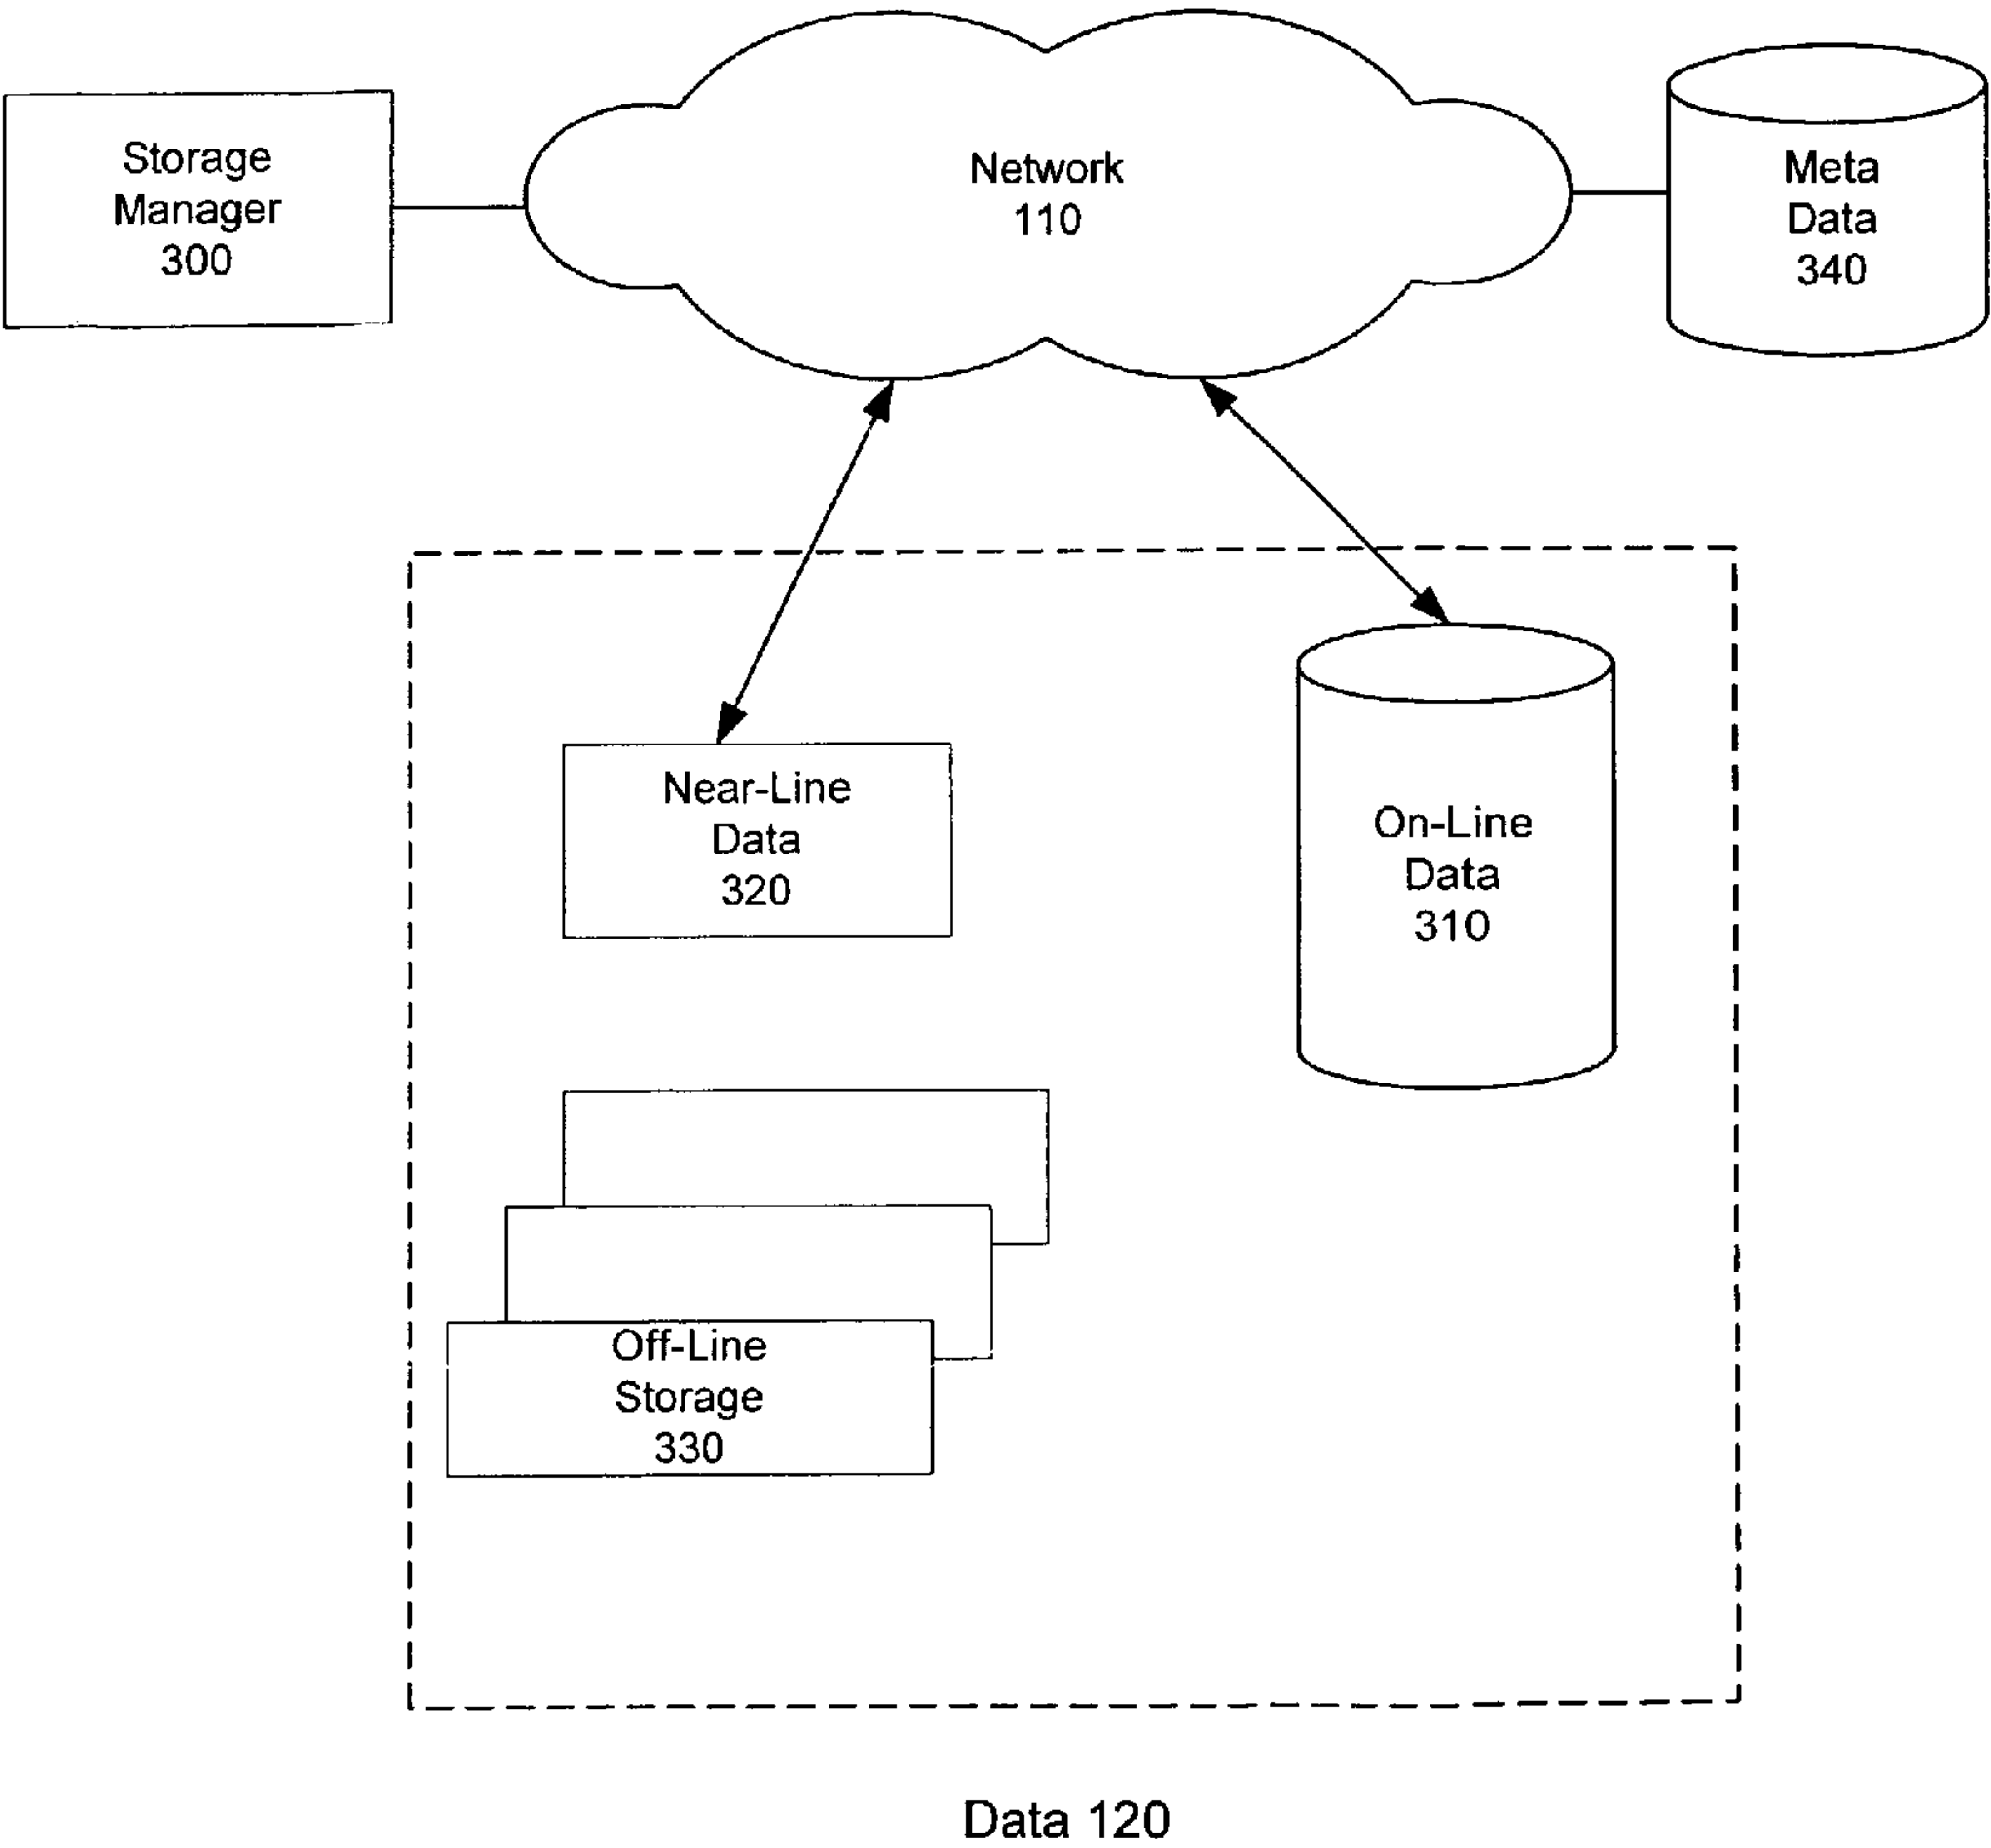 Storage
Manager
300
Network
110
Meta
Data
340
Near-Line
Data
320
On-Line
Data
310
Off-Line
Storage
330
Data 120